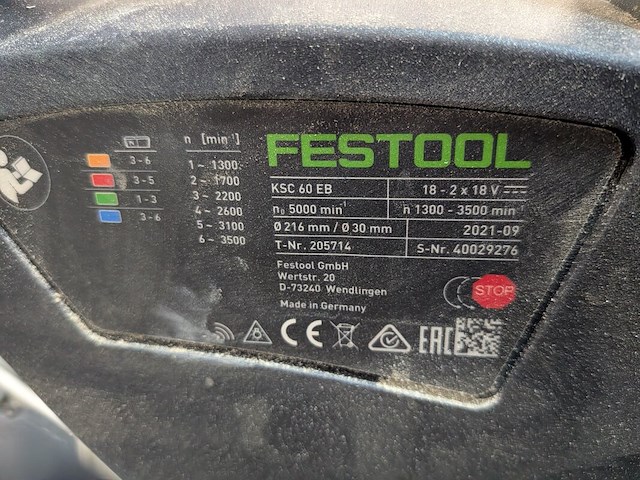 n [min⁻¹]
3-6
3-5
1-3
3-6
1 ~ 1300
2 ~ 1700
3 ~ 2200
4 ~ 2600
5 ~ 3100
6 ~ 3500
FESTOOL
KSC 60 EB 18 - 2 x 18 V
n₀ 5000 min⁻¹ n 1300 - 3500 min⁻¹
Ø 216 mm / Ø 30 mm 2021-09
T-Nr. 205714 S-Nr. 40029276
Festool GmbH
Wertstr. 20
D-73240 Wendlingen
Made in Germany
STOP
CE EAC